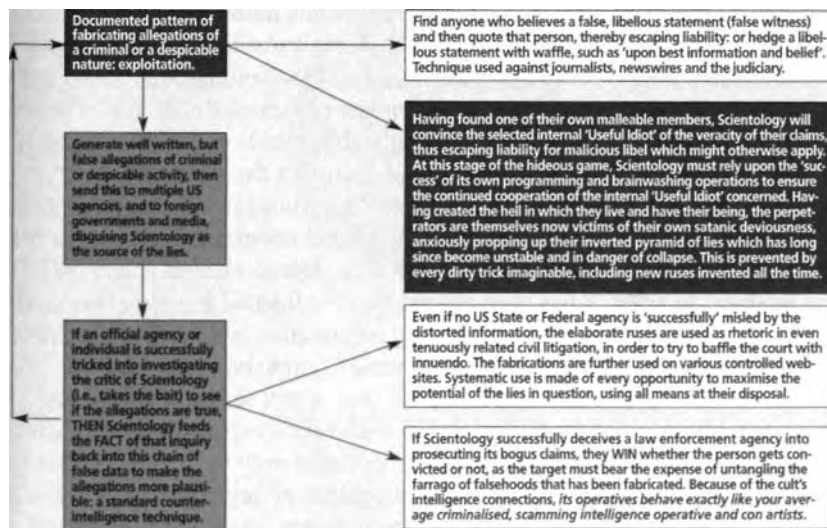 Documented pattern of
fabricating allegations of
a criminal or a despicable
nature: exploitation.
Find anyone who believes a false, libellous statement (false witness)
and then quote that person, thereby escaping liability: or hedge a libel-
lous statement with waffle, such as 'upon best information and belief'.
Technique used against journalists, newswires and the judiciary.
Generate well written, but
false allegations of criminal
or despicable activity, then
send this to multiple US
agencies, and to foreign
governments and media,
disguising Scientology as
the source of the lies.
Having found one of their own malleable members, Scientology will
convince the selected internal 'Useful Idiot' of the veracity of their claims,
thus escaping liability for malicious libel which might otherwise apply.
At this stage of the hideous game, Scientology must rely upon the 'suc-
cess' of its own programming and brainwashing operations to ensure
the continued cooperation of the internal 'Useful Idiot' concerned. Hav-
ing created the hell in which they live and have their being, the perpet-
rators are themselves now victims of their own satanic deviousness,
anxiously propping up their inverted pyramid of lies which has long
since become unstable and in danger of collapse. This is prevented by
every dirty trick imaginable, including new ruses invented all the time.
If an official agency or
individual is successfully
tricked into investigating
the critic of Scientology
(i.e., takes the bait) to see
if the allegations are true,
THEN Scientology feeds
the FACT of that inquiry
back into this chain of
false data to make the
allegations more plausi-
ble: a standard counter-
intelligence technique.
Even if no US State or Federal agency is 'successfully' misled by the
distorted information, the elaborate ruses are used as rhetoric in even
tenuously related civil litigation, in order to try to baffle the court with
innuendo. The fabrications are further used on various controlled web-
sites. Systematic use is made of every opportunity to maximise the
potential of the lies in question, using all means at their disposal.
If Scientology successfully deceives a law enforcement agency into
prosecuting its bogus claims, they WIN whether the person gets con-
victed or not, as the target must bear the expense of untangling the
farrago of falsehoods that has been fabricated. Because of the cult's
intelligence connections, its operatives behave exactly like your aver-
age criminalised, scamming intelligence operative and con artists.